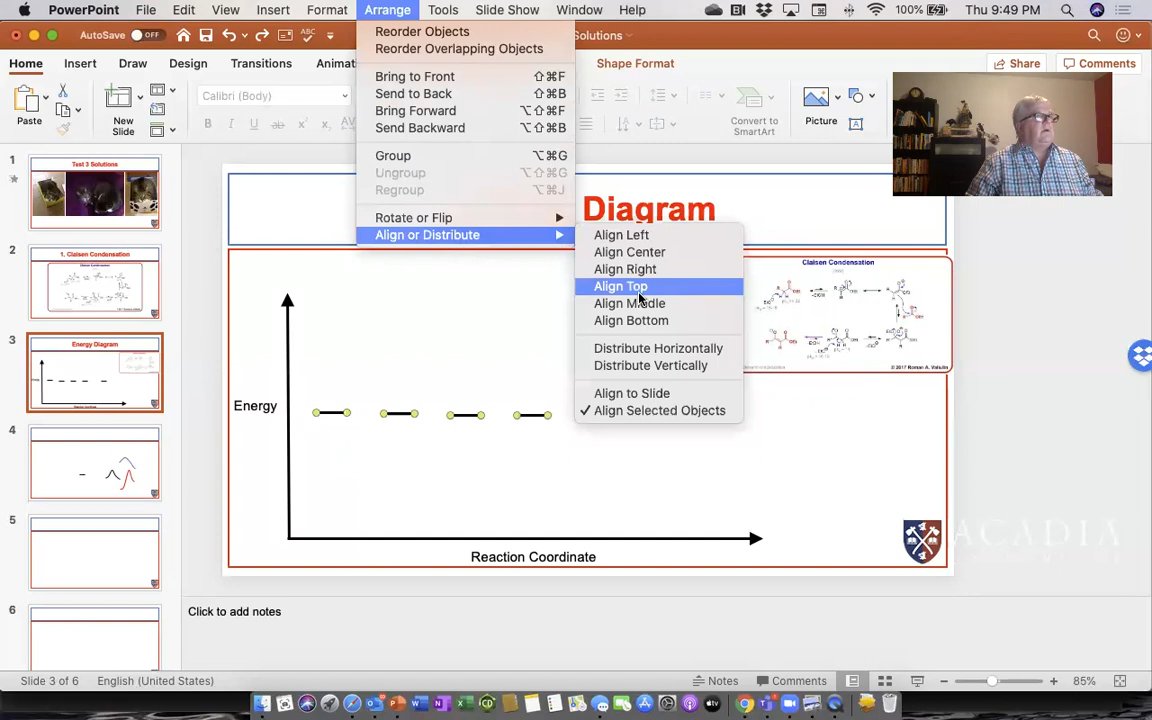 PowerPoint File Edit View Insert Format Arrange Tools Slide Show Window Help 100% Thu 9:49 PM
AutoSave OFF Solutions
Home Insert Draw Design Transitions Animat Shape Format Share Comments
Paste New Slide Calibri (Body) B I U Convert to SmartArt Picture
Reorder Objects
Reorder Overlapping Objects
Bring to Front ⇧⌘F
Send to Back ⇧⌘B
Bring Forward ⌥⇧⌘F
Send Backward ⌥⇧⌘B
Group ⌥⌘G
Ungroup ⌥⇧⌘G
Regroup ⌥⌘J
Rotate or Flip
Align or Distribute
Align Left
Align Center
Align Right
Align Top
Align Middle
Align Bottom
Distribute Horizontally
Distribute Vertically
Align to Slide
✓ Align Selected Objects
1
Test 3 Solutions
2
1. Claisen Condensation
3
Energy Diagram
4
5
6
Diagram
Claisen Condensation
© 2017 Roman A. Valiulin
Energy
Reaction Coordinate
ACADIA
Click to add notes
Slide 3 of 6 English (United States) Notes Comments 85%